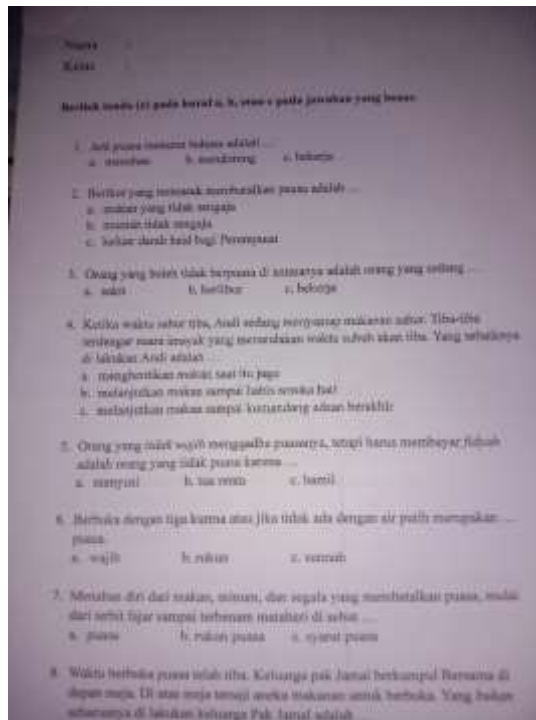 Nama :
Kelas :
Berilah tanda (x) pada huruf a, b, atau c pada jawaban yang benar
1. Arti puasa menurut bahasa adalah ...
a. menahan b. mendorong c. bekerja
2. Berikut yang termasuk membatalkan puasa adalah ...
a. makan yang tidak sengaja
b. minum tidak sengaja
c. keluar darah haid bagi Perempuan
3. Orang yang boleh tidak berpuasa di antaranya adalah orang yang sedang ...
a. sakit b. berlibur c. bekerja
4. Ketika waktu sahur tiba, Andi sedang menyantap makanan sahur. Tiba-tiba
terdengar suara imsyak yang menandakan waktu subuh akan tiba. Yang sebaiknya
di lakukan Andi adalah
a. menghentikan makan saat itu juga
b. melanjutkan makan sampai habis
c. melanjutkan makan sampai kumandang adzan berakhir
5. Orang yang tidak wajib mengqadha puasanya, tetapi harus membayar fidyah
adalah orang yang tidak puasa karena ...
a. menyusui b. tua renta c. hamil
6. Berbuka dengan tiga kurma atau jika tidak ada dengan air putih merupakan ...
puasa.
a. wajib b. rukun c. sunnah
7. Menahan diri dari makan, minum, dan segala yang membatalkan puasa, mulai
dari terbit fajar sampai terbenam matahari di sebut ...
a. puasa b. rukun puasa c. syarat puasa
8. Waktu berbuka puasa telah tiba. Keluarga pak Jamal berkumpul Bersama di
depan meja. Di atas meja tersaji aneka makanan untuk berbuka. Yang bukan
seharusnya di lakukan keluarga Pak Jamal adalah